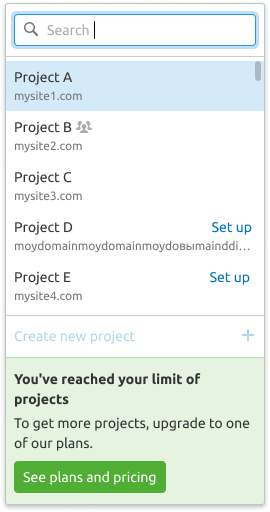 Search
Project A
mysite1.com
Project B
mysite2.com
Project C
mysite3.com
Project D Set up
moydomainmoydomainmoydовымainddi...
Project E Set up
mysite4.com
Create new project +
You've reached your limit of
projects
To get more projects, upgrade to one
of our plans.
See plans and pricing